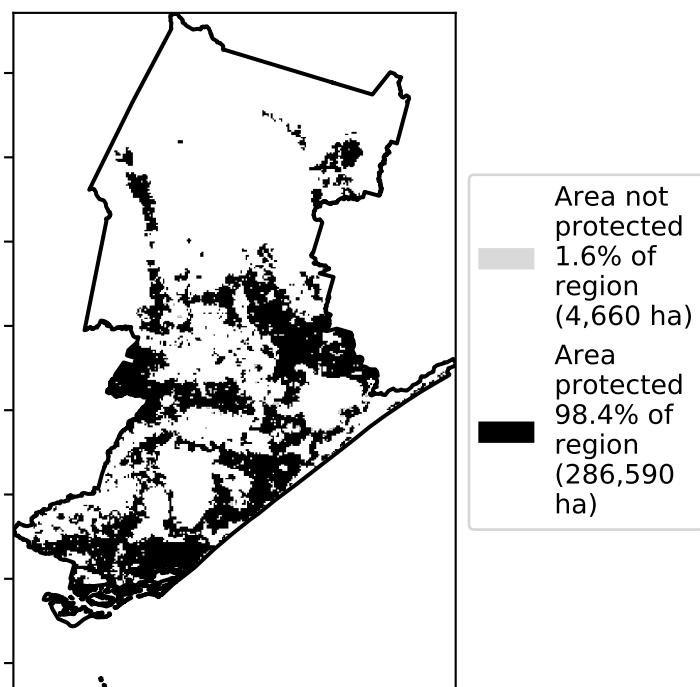 Area not
protected
1.6% of
region
(4,660 ha)
Area
protected
98.4% of
region
(286,590
ha)